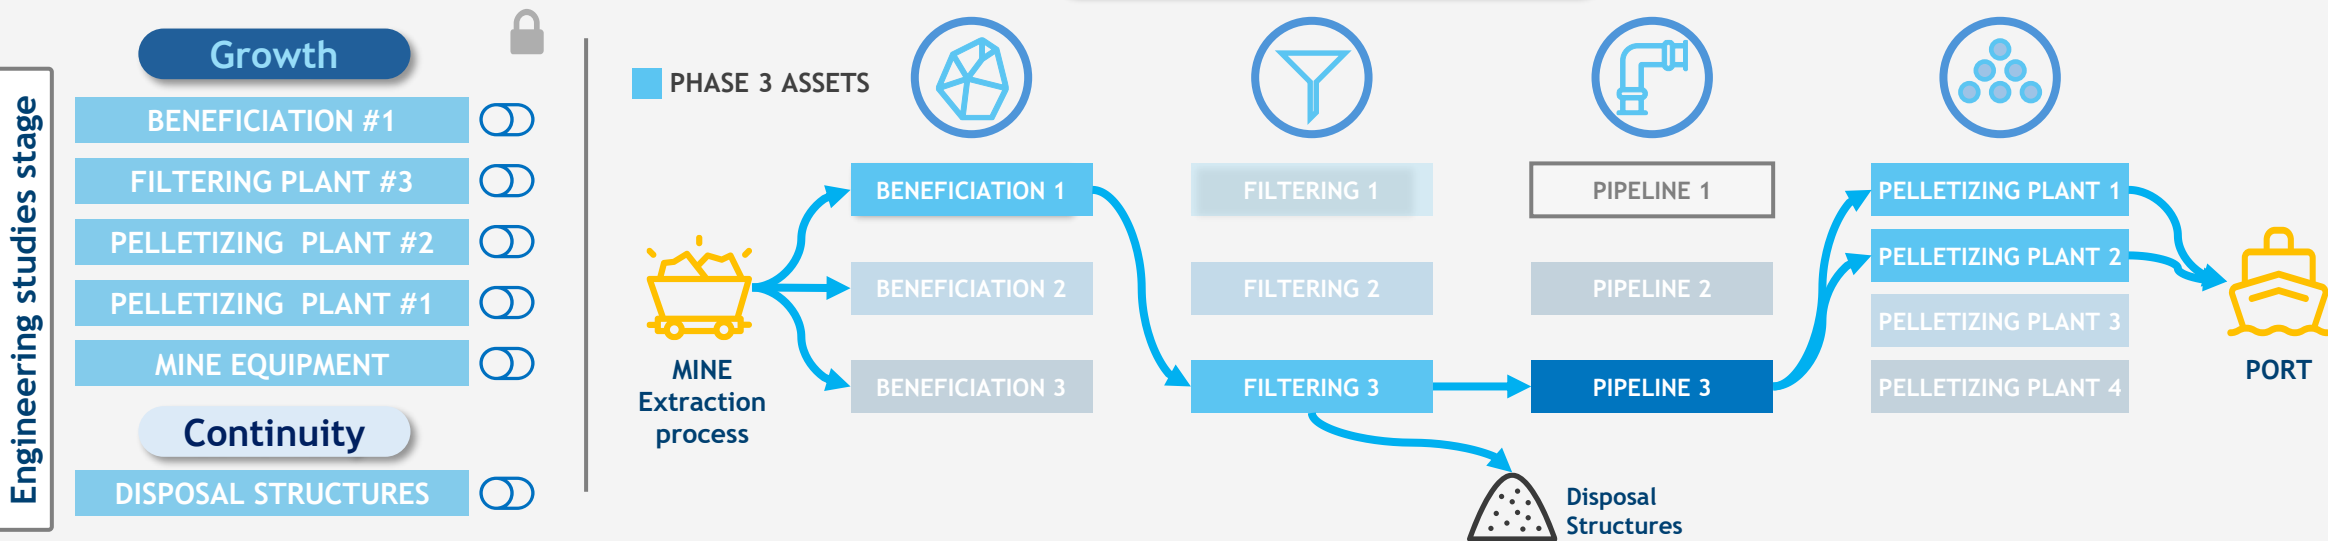 Engineering studies stage
Growth
BENEFICIATION #1
FILTERING PLANT #3
PELLETIZING PLANT #2
PELLETIZING PLANT #1
MINE EQUIPMENT
Continuity
DISPOSAL STRUCTURES
PHASE 3 ASSETS
MINE
Extraction
process
BENEFICIATION 1
BENEFICIATION 2
BENEFICIATION 3
FILTERING 1
FILTERING 2
FILTERING 3
PIPELINE 1
PIPELINE 2
PIPELINE 3
Disposal
Structures
PELLETIZING PLANT 1
PELLETIZING PLANT 2
PELLETIZING PLANT 3
PELLETIZING PLANT 4
PORT